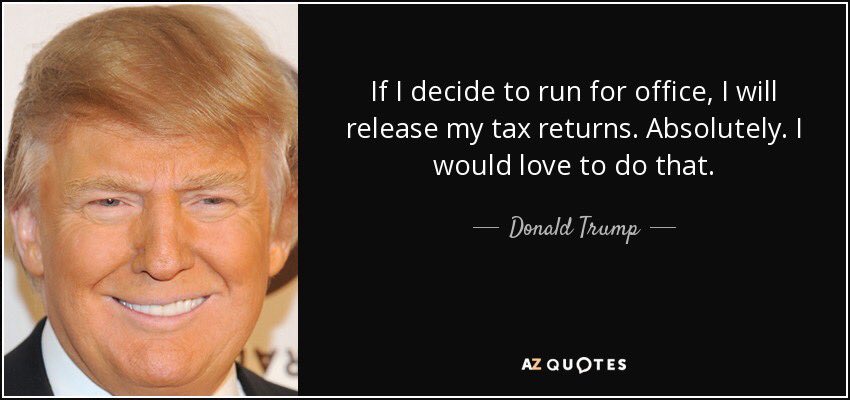 If I decide to run for office, I will
release my tax returns. Absolutely. I
would love to do that.
Donald Trump
RA
AZ QUOTES